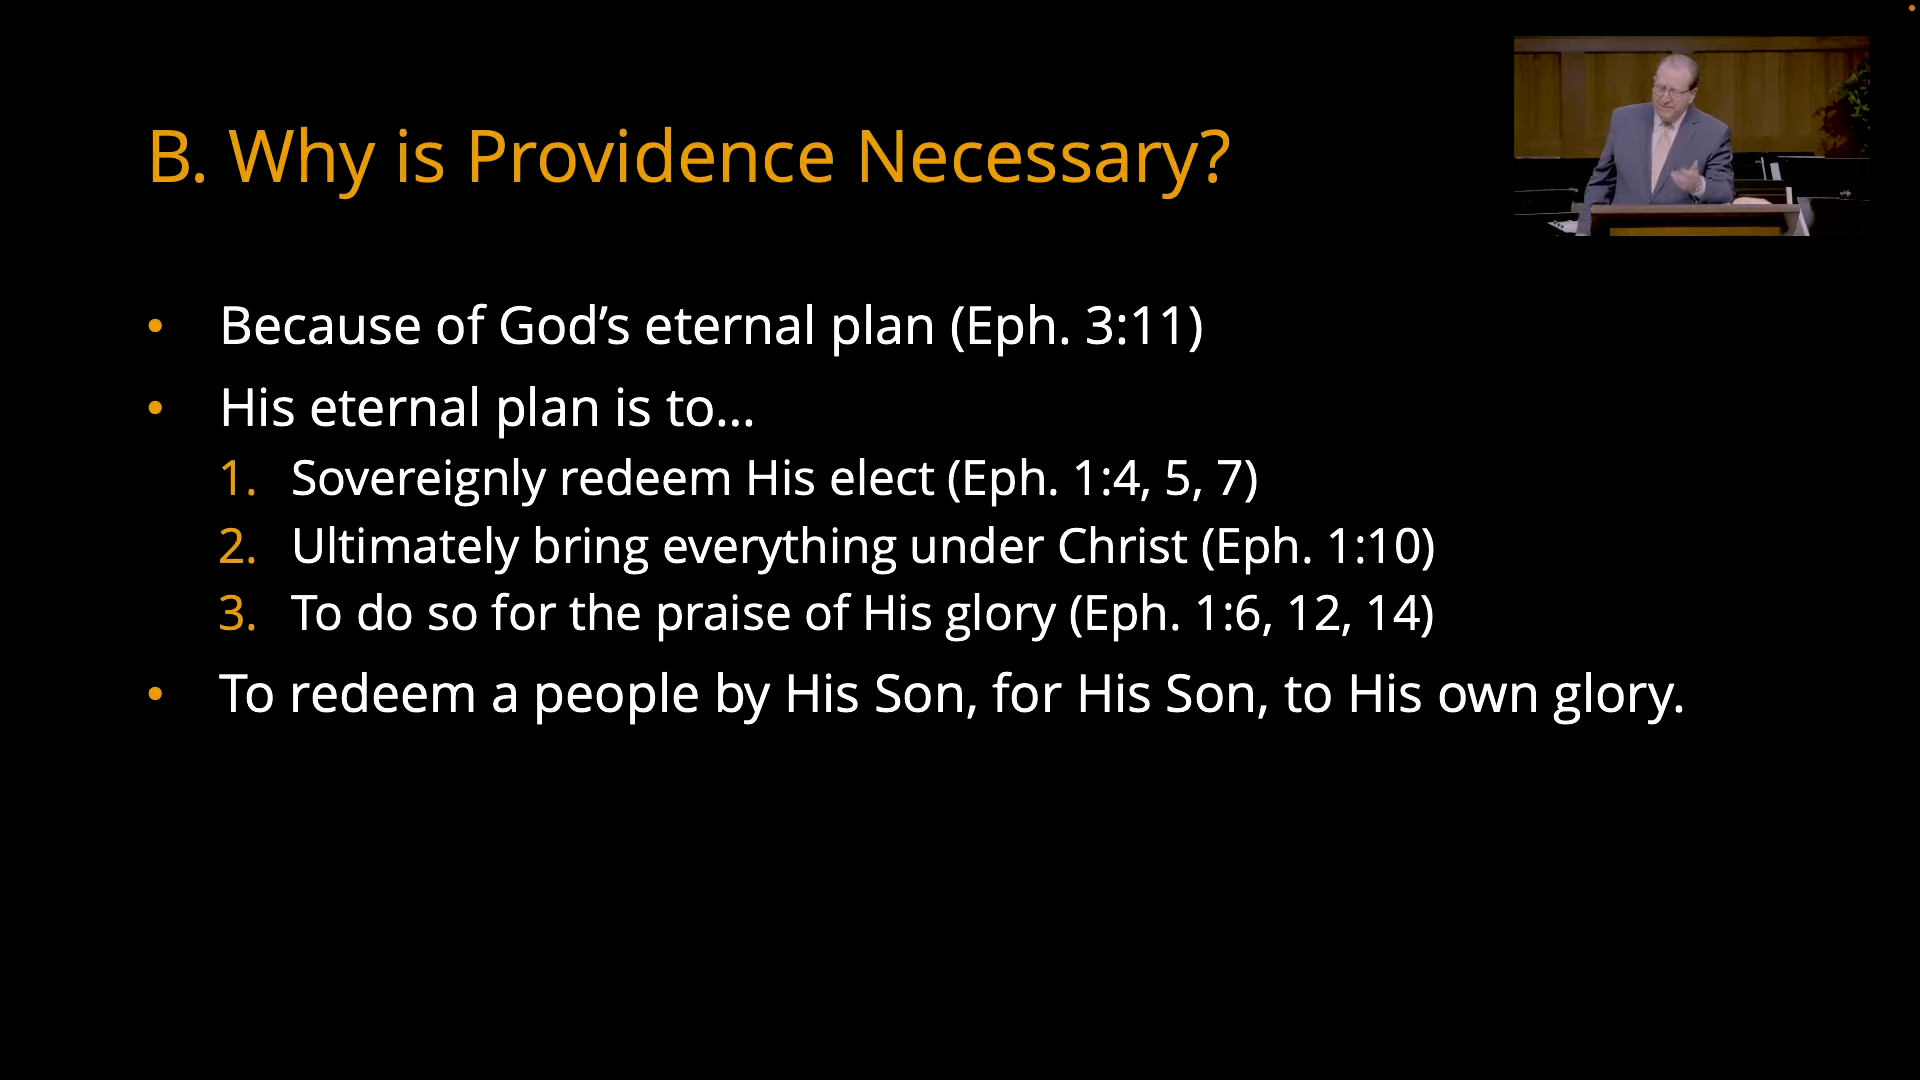 B. Why is Providence Necessary?
• Because of God’s eternal plan (Eph. 3:11)
• His eternal plan is to…
1. Sovereignly redeem His elect (Eph. 1:4, 5, 7)
2. Ultimately bring everything under Christ (Eph. 1:10)
3. To do so for the praise of His glory (Eph. 1:6, 12, 14)
• To redeem a people by His Son, for His Son, to His own glory.